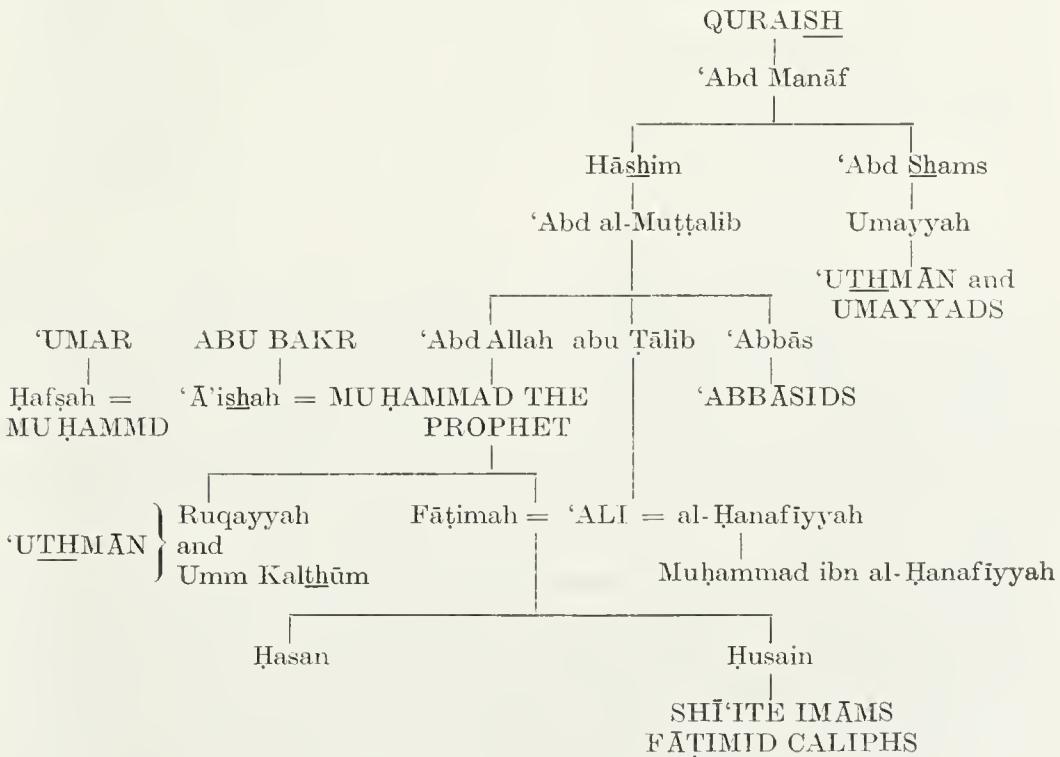 QURAISH
‘Abd Manāf
Hāshim ‘Abd Shams
‘Abd al-Muṭṭalib Umayyah
‘UTHMĀN and
UMAYYADS
‘UMAR ABU BAKR ‘Abd Allah abu Ṭālib ‘Abbās
Ḥafṣah = ‘Ā’ishah = MUḤAMMAD THE ‘ABBĀSIDS
MUḤAMMD PROPHET
Ruqayyah Fāṭimah = ‘ALI = al-Ḥanafīyyah
‘UTHMĀN } and
Umm Kalthūm Muḥammad ibn al-Ḥanafīyyah
Ḥasan Ḥusain
SHĪ‘ITE IMĀMS
FĀṬIMID CALIPHS